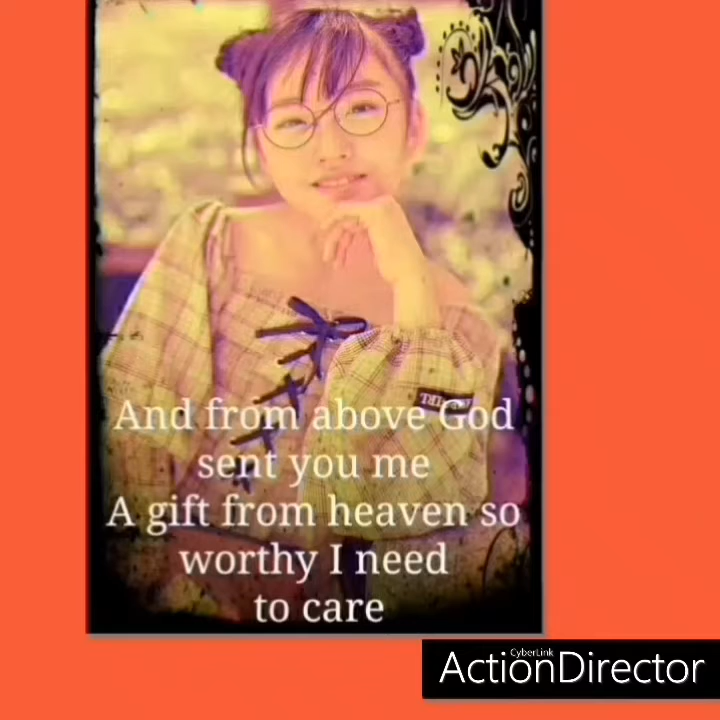 And from above God
sent you me
A gift from heaven so
worthy I need
to care
CyberLink
ActionDirector